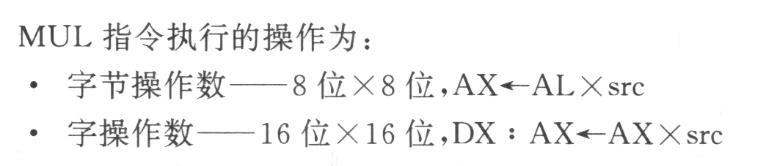 MUL 指令执行的操作为：
• 字节操作数——8 位×8 位,AX←AL×src
• 字操作数——16 位×16 位,DX：AX←AX×src